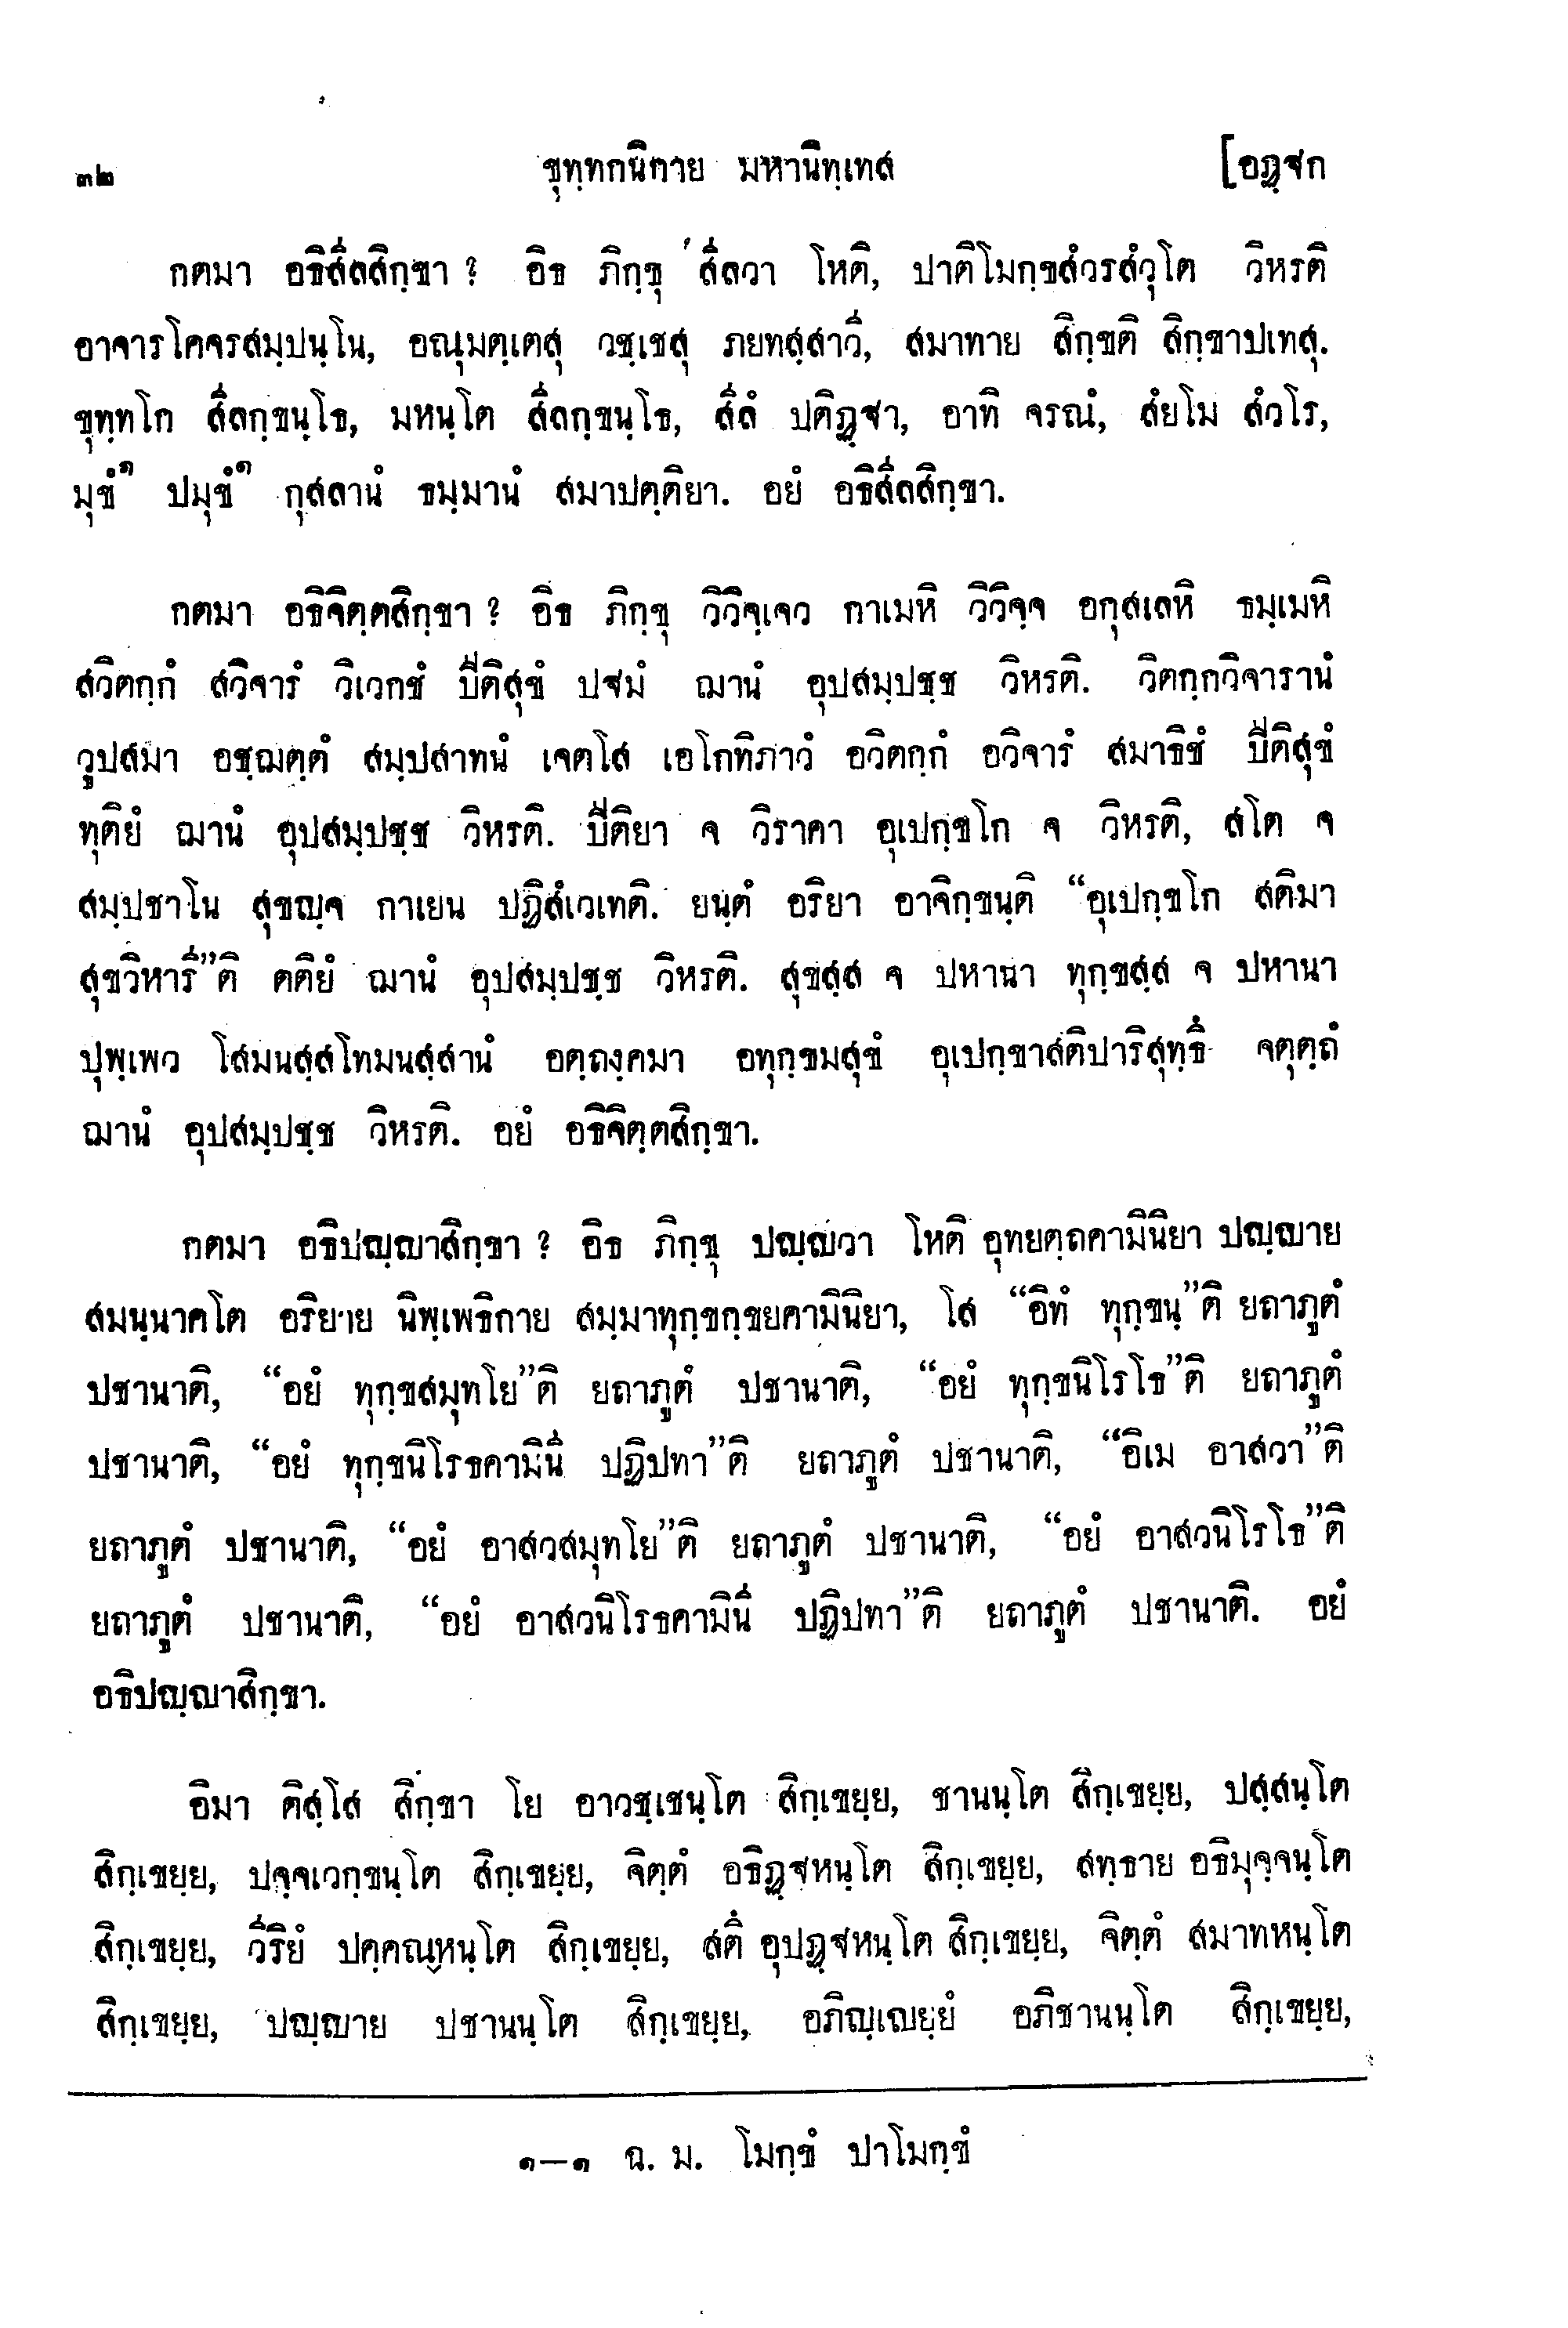 ๓๒ ขุทฺทกนิกาย มหานิทฺเทส [อฏฺฐก
กตมา อธิสีลสิกฺขา ? อิธ ภิกฺขุ สีลวา โหติ, ปาติโมกฺขสํวรสํวุโต วิหรติ
อาจารโคจรสมฺปนฺโน, อณุมตฺเตสุ วชฺเชสุ ภยทสฺสาวี, สมาทาย สิกฺขติ สิกฺขาปเทสุ.
ขุทฺทโก สีลกฺขนฺโธ, มหนฺโต สีลกฺขนฺโธ, สีลํ ปติฏฺฐา, อาทิ จรณํ, สํยโม สํวโร,
มุขํ๑ ปมุขํ๑ กุสลานํ ธมฺมานํ สมาปตฺติยา. อยํ อธิสีลสิกฺขา.
กตมา อธิจิตฺตสิกฺขา ? อิธ ภิกฺขุ วิวิจฺเจว กาเมหิ วิวิจฺจ อกุสเลหิ ธมฺเมหิ
สวิตกฺกํ สวิจารํ วิเวกชํ ปีติสุขํ ปฐมํ ฌานํ อุปสมฺปชฺช วิหรติ. วิตกฺกวิจารานํ
วูปสมา อชฺฌตฺตํ สมฺปสาทนํ เจตโส เอโกทิภาวํ อวิตกฺกํ อวิจารํ สมาธิชํ ปีติสุขํ
ทุติยํ ฌานํ อุปสมฺปชฺช วิหรติ. ปีติยา จ วิราคา อุเปกฺขโก จ วิหรติ, สโต จ
สมฺปชาโน สุขญฺจ กาเยน ปฏิสํเวเทติ. ยนฺตํ อริยา อาจิกฺขนฺติ “อุเปกฺขโก สติมา
สุขวิหารี”ติ ตติยํ ฌานํ อุปสมฺปชฺช วิหรติ. สุขสฺส จ ปหานา ทุกฺขสฺส จ ปหานา
ปุพฺเพว โสมนสฺสโทมนสฺสานํ อตฺถงฺคมา อทุกฺขมสุขํ อุเปกฺขาสติปาริสุทฺธึ จตุตฺถํ
ฌานํ อุปสมฺปชฺช วิหรติ. อยํ อธิจิตฺตสิกฺขา.
กตมา อธิปญฺญาสิกฺขา ? อิธ ภิกฺขุ ปญฺญวา โหติ อุทยตฺถคามินิยา ปญฺญาย
สมนฺนาคโต อริยาย นิพฺเพธิกาย สมฺมาทุกฺขกฺขยคามินิยา, โส “อิทํ ทุกฺขนฺ”ติ ยถาภูตํ
ปชานาติ, “อยํ ทุกฺขสมุทโย”ติ ยถาภูตํ ปชานาติ, “อยํ ทุกฺขนิโรโธ”ติ ยถาภูตํ
ปชานาติ, “อยํ ทุกฺขนิโรธคามินี ปฏิปทา”ติ ยถาภูตํ ปชานาติ, “อิเม อาสวา”ติ
ยถาภูตํ ปชานาติ, “อยํ อาสวสมุทโย”ติ ยถาภูตํ ปชานาติ, “อยํ อาสวนิโรโธ”ติ
ยถาภูตํ ปชานาติ, “อยํ อาสวนิโรธคามินี ปฏิปทา”ติ ยถาภูตํ ปชานาติ. อยํ
อธิปญฺญาสิกฺขา.
อิมา ติสฺโส สิกฺขา โย อาวชฺเชนฺโต สิกฺเขยฺย, ชานนฺโต สิกฺเขยฺย, ปสฺสนฺโต
สิกฺเขยฺย, ปจฺจเวกฺขนฺโต สิกฺเขยฺย, จิตฺตํ อธิฏฺฐหนฺโต สิกฺเขยฺย, สทฺธาย อธิมุจฺจนฺโต
สิกฺเขยฺย, วีริยํ ปคฺคณฺหนฺโต สิกฺเขยฺย, สตึ อุปฏฺฐหนฺโต สิกฺเขยฺย, จิตฺตํ สมาทหนฺโต
สิกฺเขยฺย, ปญฺญาย ปชานนฺโต สิกฺเขยฺย, อภิญฺเญยฺยํ อภิชานนฺโต สิกฺเขยฺย,
๑—๑ ฉ. ม. โมกฺขํ ปาโมกฺขํ